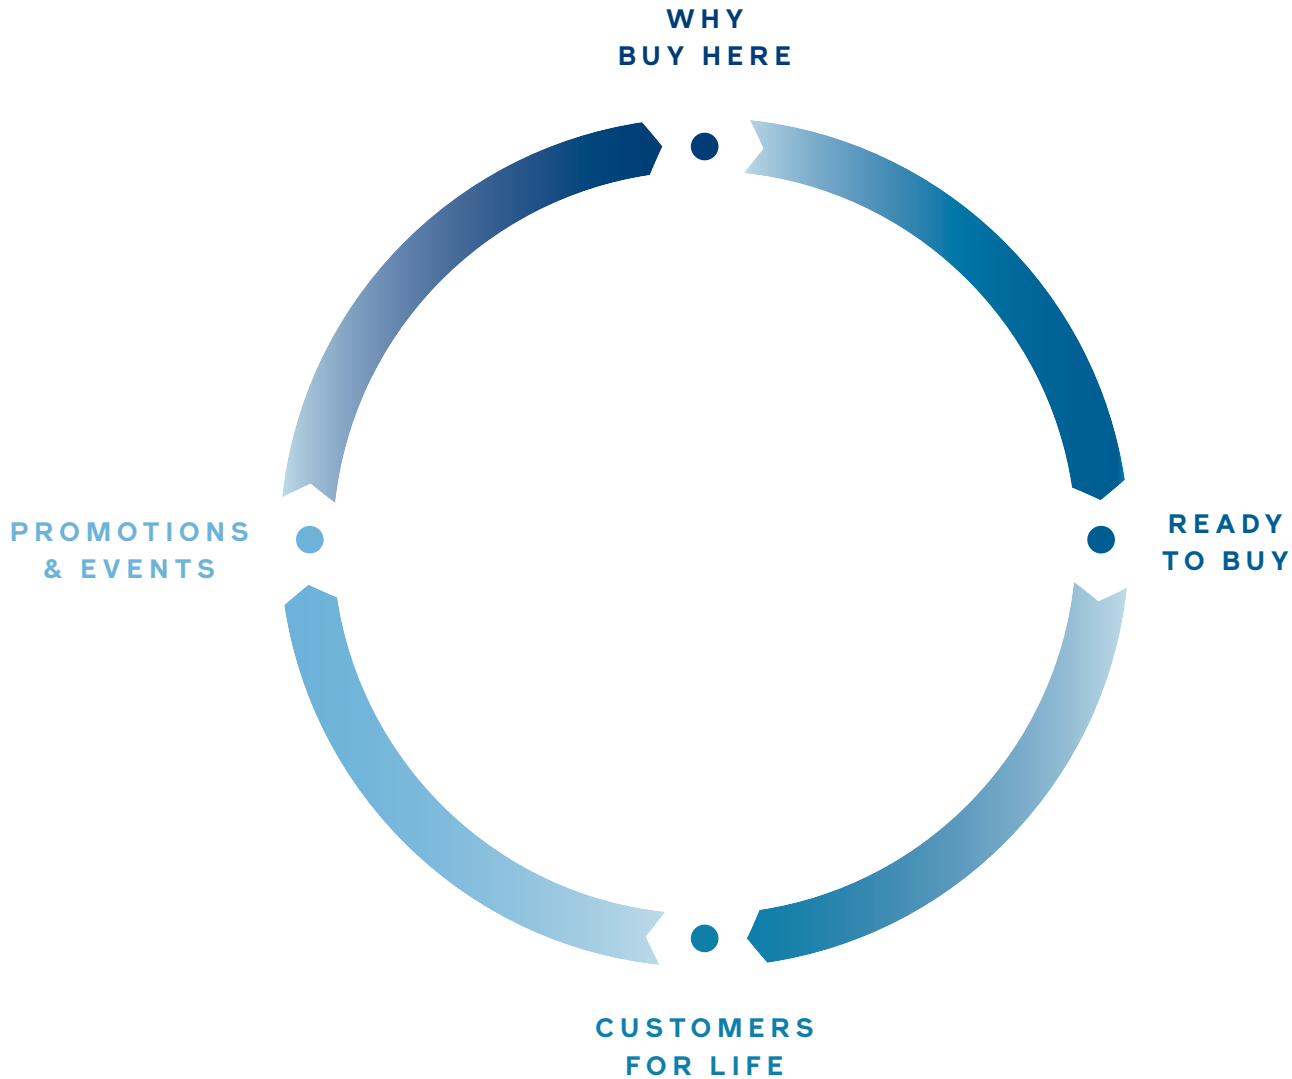 WHY
BUY HERE
PROMOTIONS
& EVENTS
READY
TO BUY
CUSTOMERS
FOR LIFE